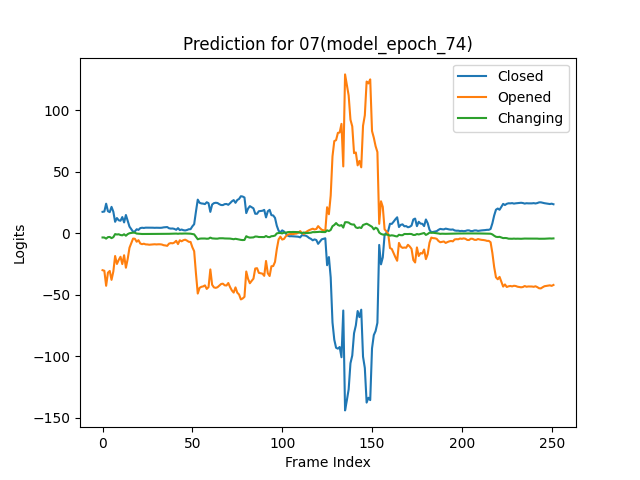 Prediction for 07(model_epoch_74)
Closed
Opened
Changing
Logits
100
50
0
−50
−100
−150
0 50 100 150 200 250
Frame Index